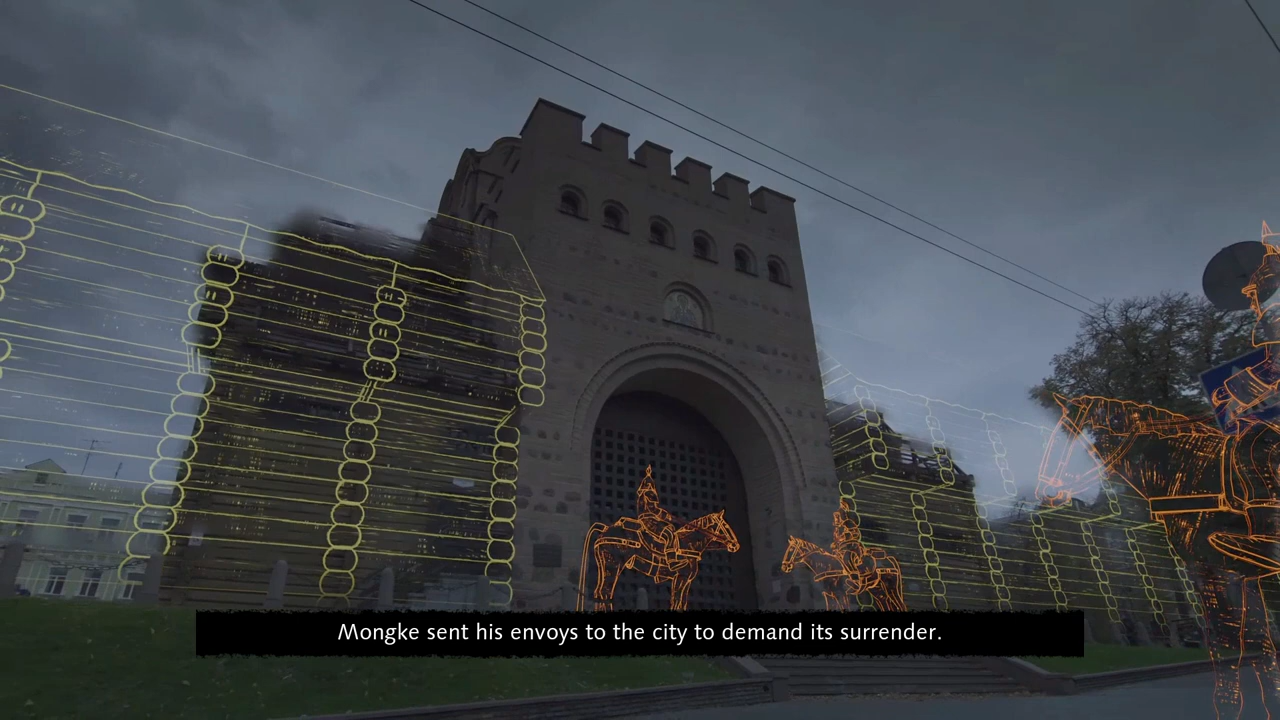 Mongke sent his envoys to the city to demand its surrender.